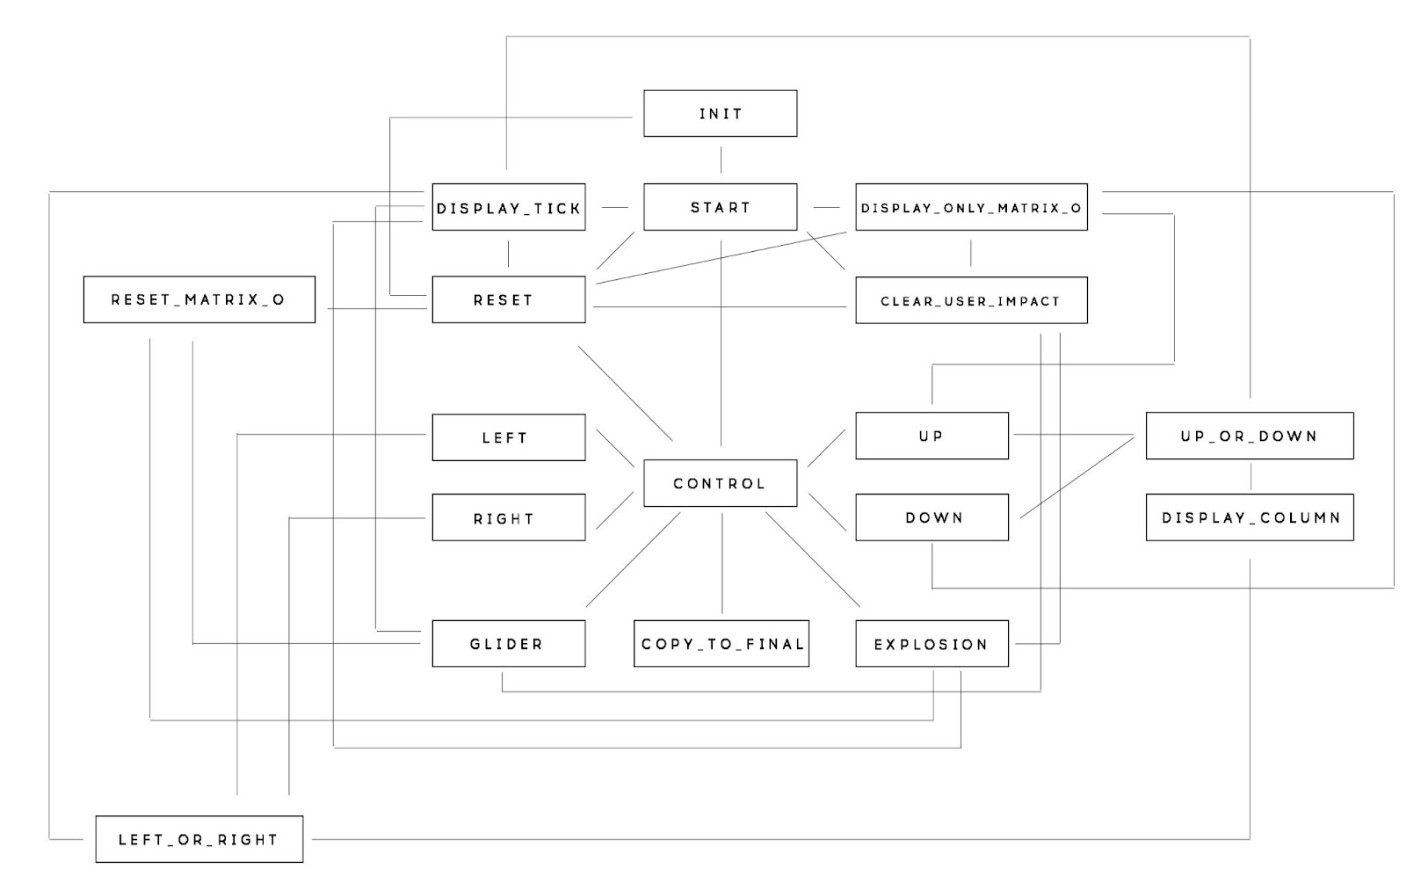 INIT
DISPLAY_TICK
START
DISPLAY_ONLY_MATRIX_O
RESET_MATRIX_O
RESET
CLEAR_USER_IMPACT
LEFT
UP
UP_OR_DOWN
CONTROL
RIGHT
DOWN
DISPLAY_COLUMN
GLIDER
COPY_TO_FINAL
EXPLOSION
LEFT_OR_RIGHT